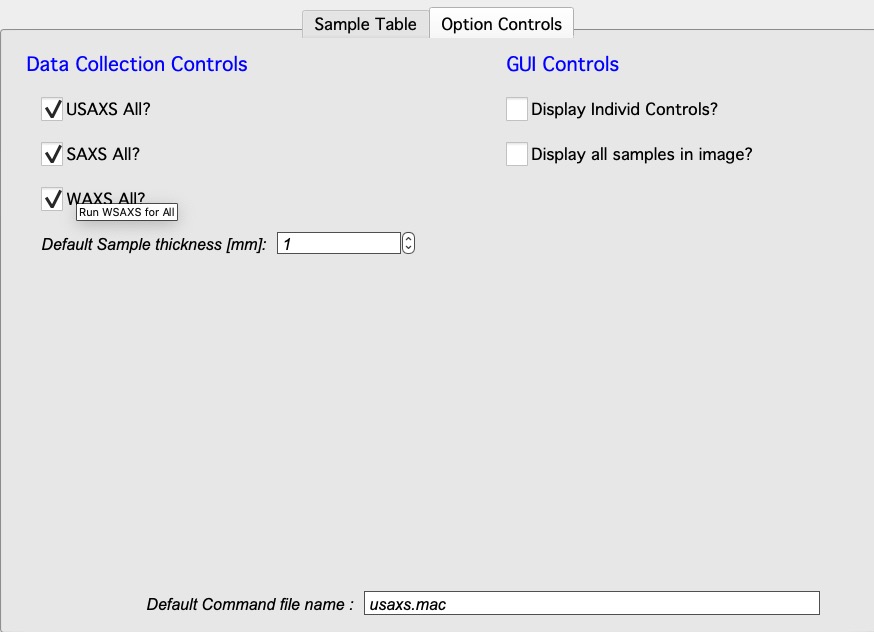 Sample Table
Option Controls
Data Collection Controls
GUI Controls
USAXS All?
Display Individ Controls?
SAXS All?
Display all samples in image?
WAXS All?
Run WSAXS for All
Default Sample thickness [mm]: 1
Default Command file name : usaxs.mac